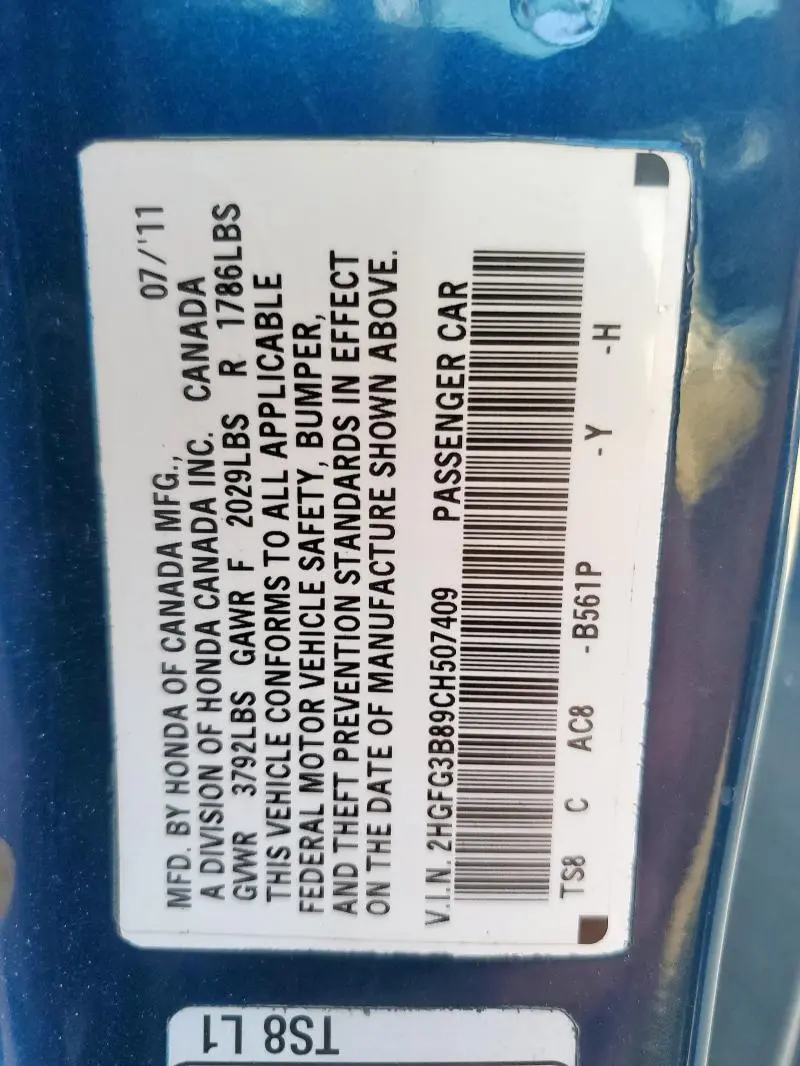 07/'11
MFD. BY HONDA OF CANADA MFG.,
A DIVISION OF HONDA CANADA INC. CANADA
GVWR 3792LBS GAWR F 2029LBS R 1786LBS
THIS VEHICLE CONFORMS TO ALL APPLICABLE
FEDERAL MOTOR VEHICLE SAFETY, BUMPER,
AND THEFT PREVENTION STANDARDS IN EFFECT
ON THE DATE OF MANUFACTURE SHOWN ABOVE.
V.I.N. 2HGFG3B89CH507409 PASSENGER CAR
TS8 C AC8 -B561P -Y -H
TS8 L1